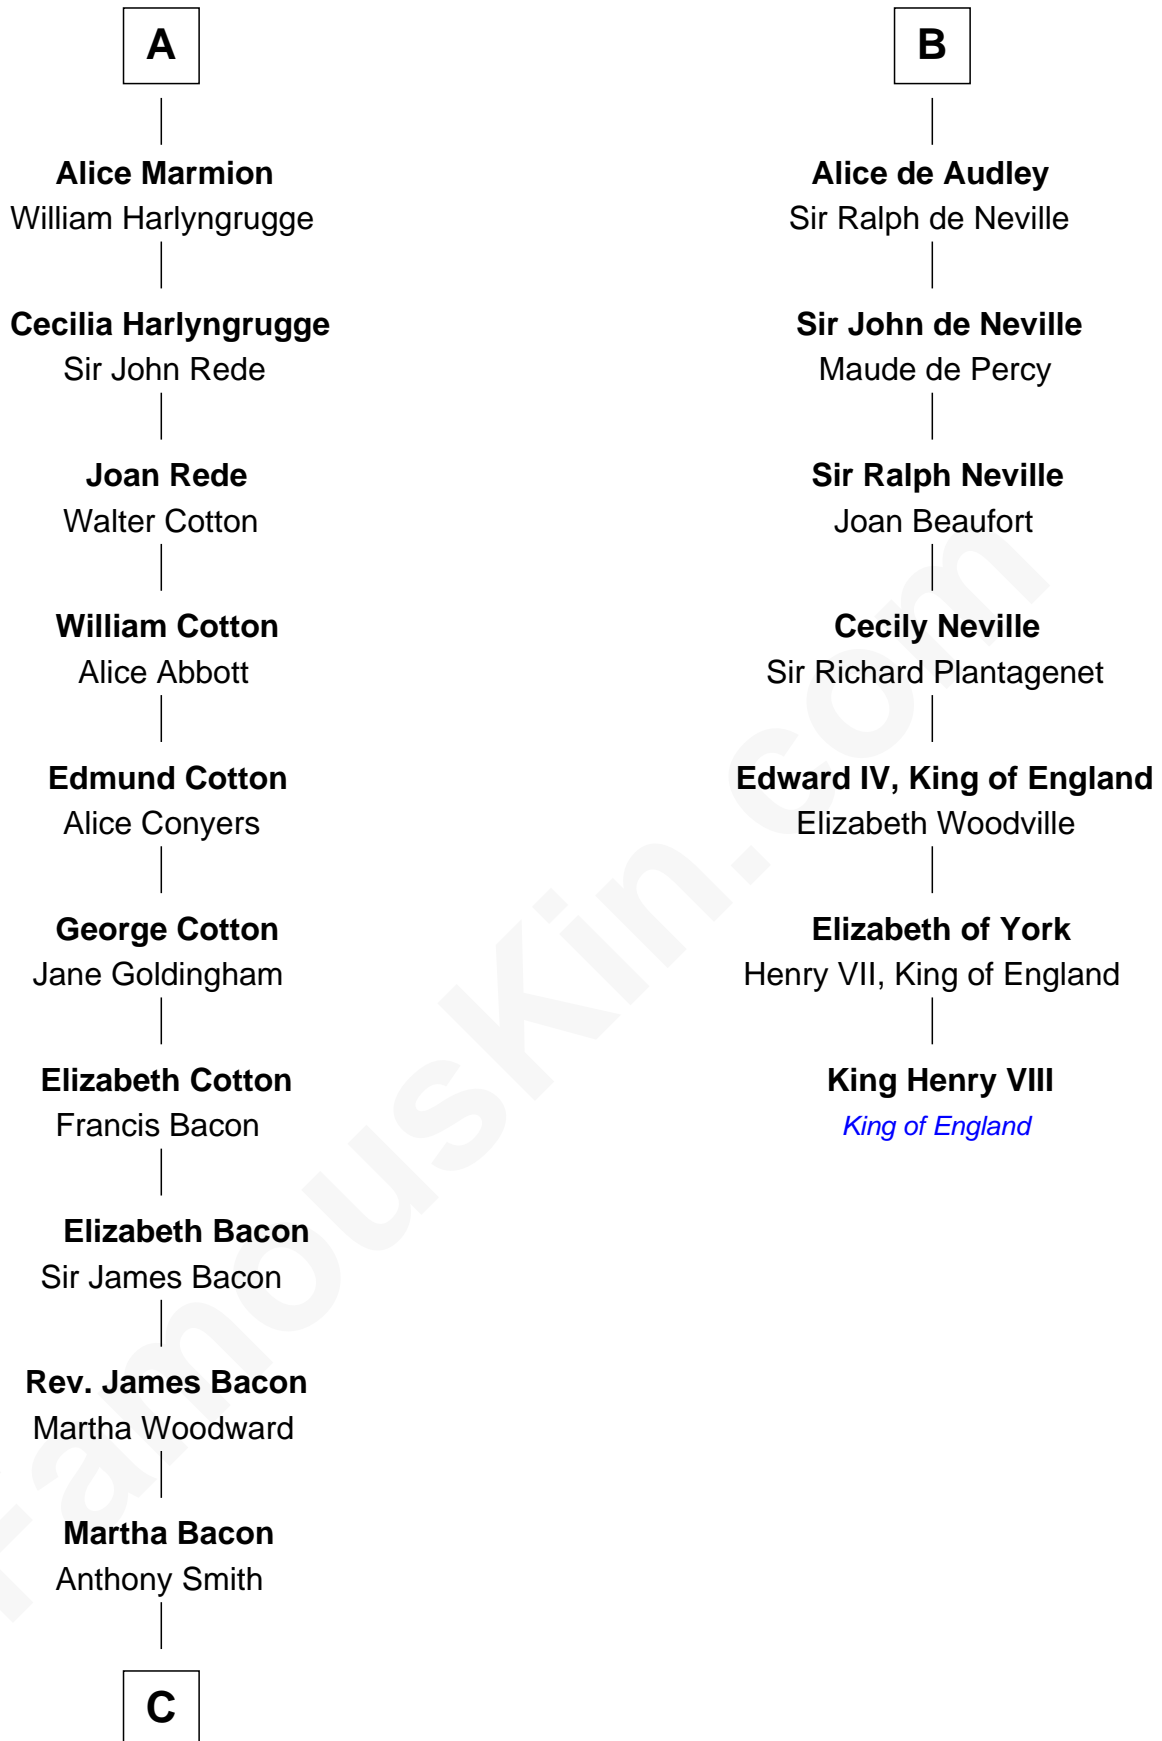 A
Alice Marmion
William Harlyngrugge
Cecilia Harlyngrugge
Sir John Rede
Joan Rede
Walter Cotton
William Cotton
Alice Abbott
Edmund Cotton
Alice Conyers
George Cotton
Jane Goldingham
Elizabeth Cotton
Francis Bacon
Elizabeth Bacon
Sir James Bacon
Rev. James Bacon
Martha Woodward
Martha Bacon
Anthony Smith
C
B
Alice de Audley
Sir Ralph de Neville
Sir John de Neville
Maude de Percy
Sir Ralph Neville
Joan Beaufort
Cecily Neville
Sir Richard Plantagenet
Edward IV, King of England
Elizabeth Woodville
Elizabeth of York
Henry VII, King of England
King Henry VIII
King of England
FamousKin.com